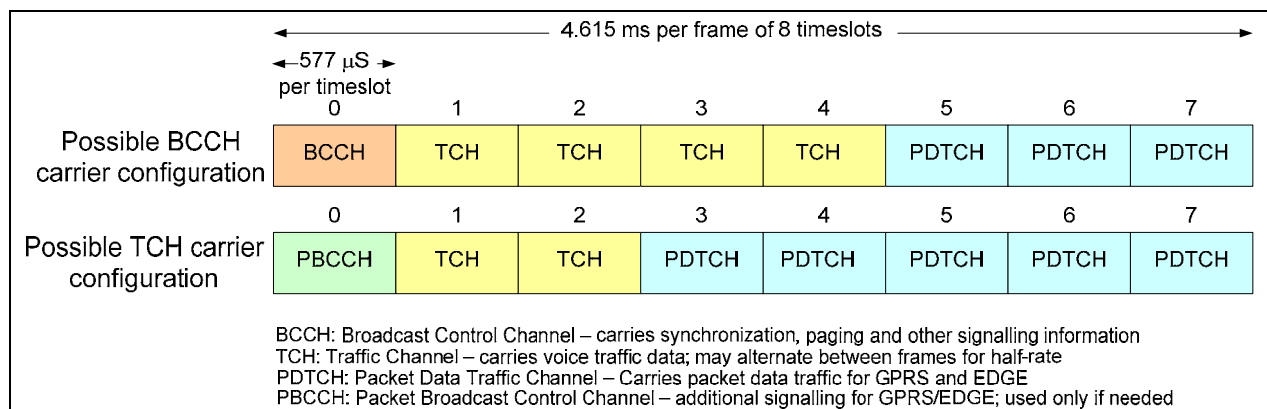 4.615 ms per frame of 8 timeslots
577 μS
per timeslot
0 1 2 3 4 5 6 7
Possible BCCH
carrier configuration
BCCH TCH TCH TCH TCH PDTCH PDTCH PDTCH
0 1 2 3 4 5 6 7
Possible TCH carrier
configuration
PBCCH TCH TCH PDTCH PDTCH PDTCH PDTCH PDTCH
BCCH: Broadcast Control Channel – carries synchronization, paging and other signalling information
TCH: Traffic Channel – carries voice traffic data; may alternate between frames for half-rate
PDTCH: Packet Data Traffic Channel – Carries packet data traffic for GPRS and EDGE
PBCCH: Packet Broadcast Control Channel – additional signalling for GPRS/EDGE; used only if needed